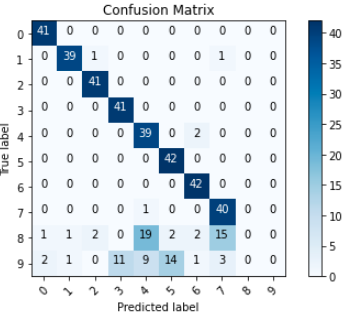 Confusion Matrix
0 41 0 0 0 0 0 0 0 0 0
1 0 39 1 0 0 0 0 1 0 0
2 0 0 41 0 0 0 0 0 0 0
3 0 0 0 41 0 0 0 0 0 0
4 0 0 0 0 39 0 2 0 0 0
5 0 0 0 0 0 42 0 0 0 0
6 0 0 0 0 0 0 42 0 0 0
7 0 0 0 0 1 0 0 40 0 0
8 1 1 2 0 19 2 2 15 0 0
9 2 1 0 11 9 14 1 3 0 0
0 1 2 3 4 5 6 7 8 9
Predicted label
True label
40
35
30
25
20
15
10
5
0